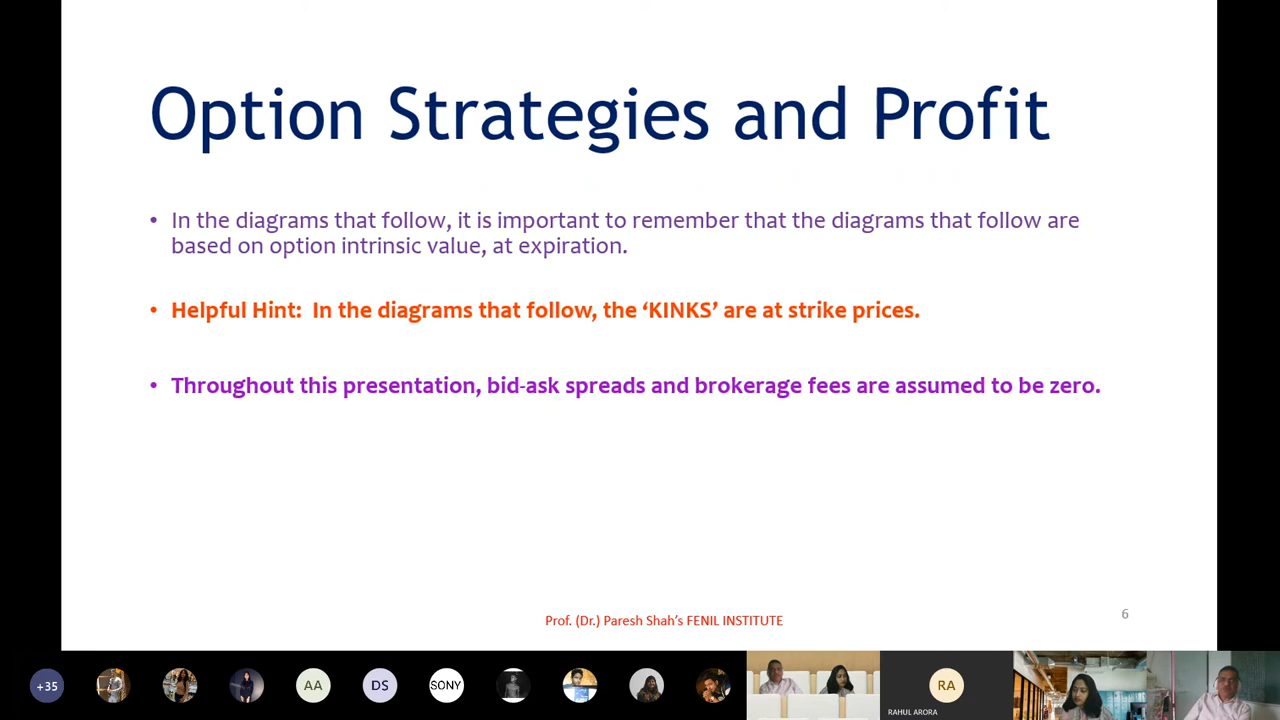 Option Strategies and Profit
• In the diagrams that follow, it is important to remember that the diagrams that follow are
based on option intrinsic value, at expiration.
• Helpful Hint:  In the diagrams that follow, the ‘KINKS’ are at strike prices.
• Throughout this presentation, bid-ask spreads and brokerage fees are assumed to be zero.
Prof. (Dr.) Paresh Shah’s FENIL INSTITUTE
6
+35
AA
DS
SONY
RA
RAHUL ARORA